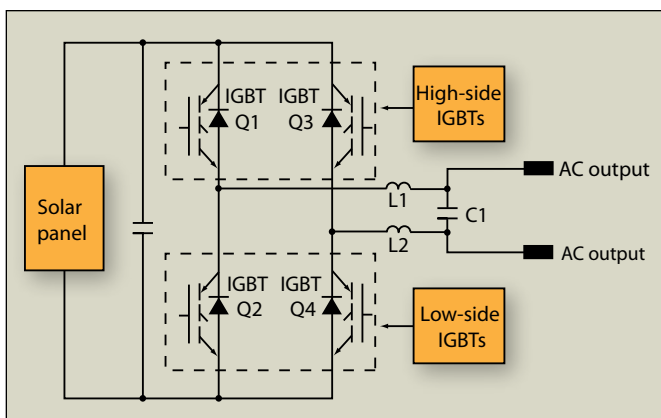 IGBT
Q1
IGBT
Q3
High-side
IGBTs
Solar
panel
L1
AC output
C1
L2
AC output
IGBT
Q2
IGBT
Q4
Low-side
IGBTs